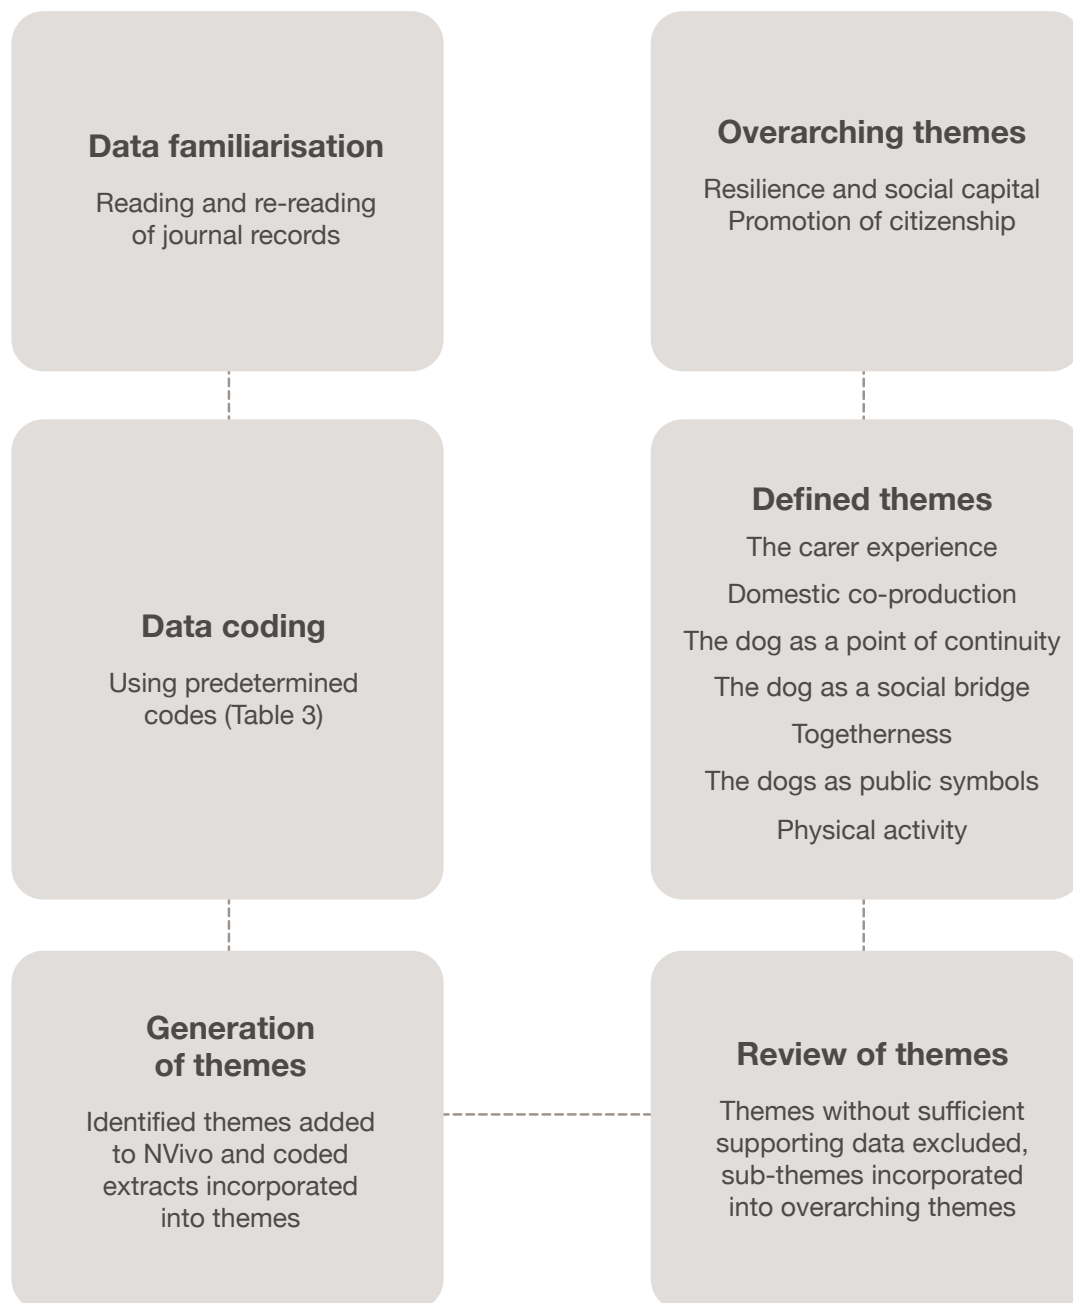 Data familiarisation
Reading and re-reading
of journal records
Data coding
Using predetermined
codes (Table 3)
Generation
of themes
Identified themes added
to NVivo and coded
extracts incorporated
into themes
Review of themes
Themes without sufficient
supporting data excluded,
sub-themes incorporated
into overarching themes
Defined themes
The carer experience
Domestic co-production
The dog as a point of continuity
The dog as a social bridge
Togetherness
The dogs as public symbols
Physical activity
Overarching themes
Resilience and social capital
Promotion of citizenship